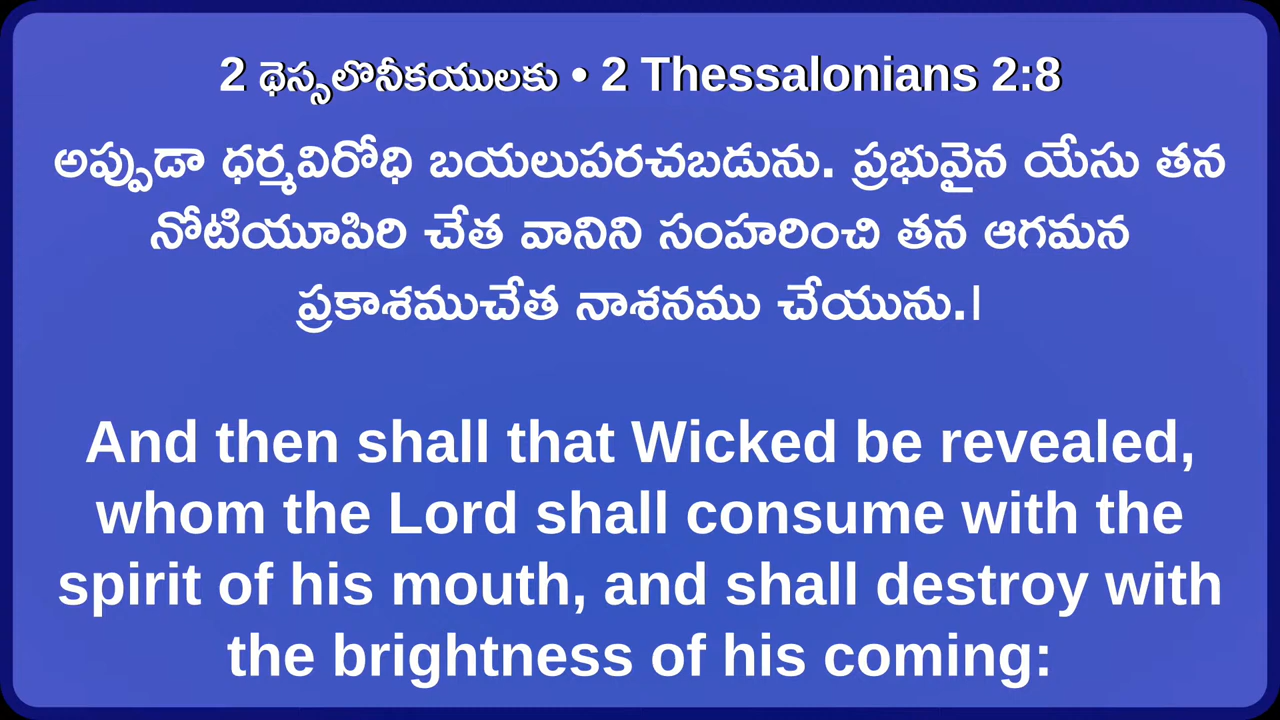 2 థెస్సలొనీకయులకు • 2 Thessalonians 2:8
అప్పుడా ధర్మవిరోధి బయలుపరచబడును. ప్రభువైన యేసు తన
నోటియూపిరి చేత వానిని సంహరించి తన ఆగమన
ప్రకాశముచేత నాశనము చేయును.।
And then shall that Wicked be revealed,
whom the Lord shall consume with the
spirit of his mouth, and shall destroy with
the brightness of his coming: